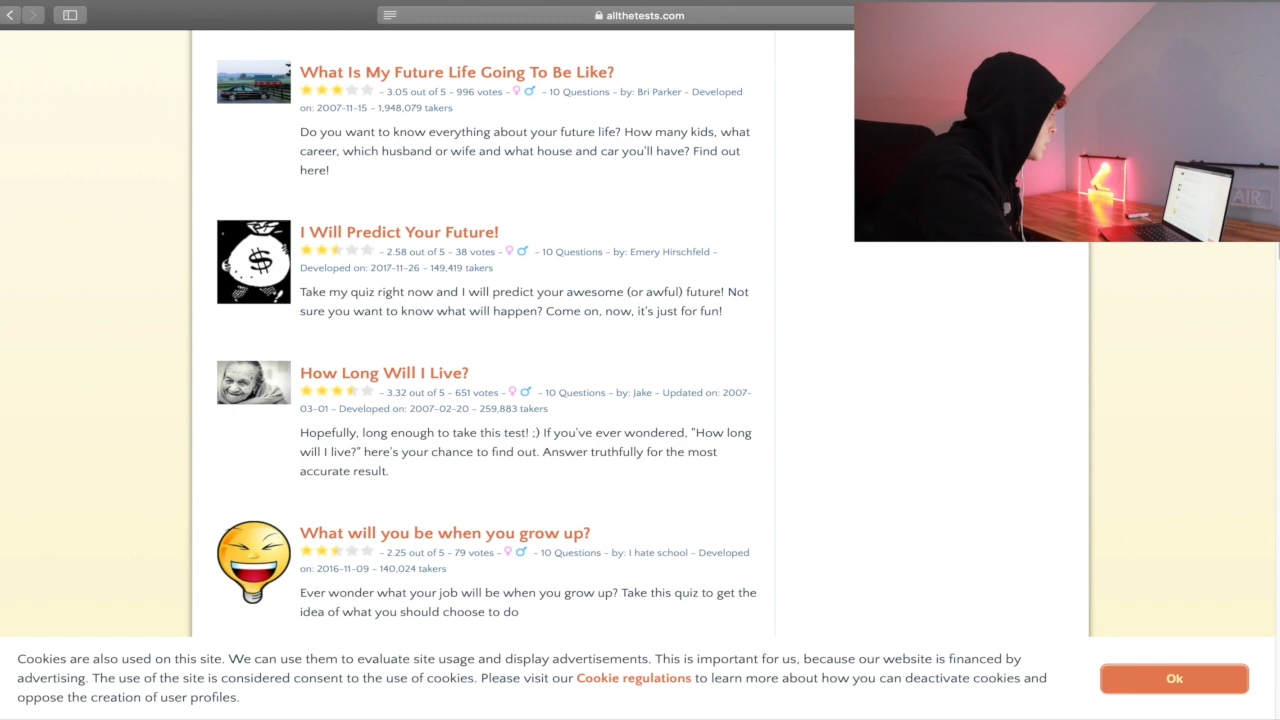 allthetests.com
What Is My Future Life Going To Be Like?
- 3.05 out of 5 - 996 votes - ♀ ♂ - 10 Questions - by: Bri Parker - Developed
on: 2007-11-15 - 1,948,079 takers
Do you want to know everything about your future life? How many kids, what
career, which husband or wife and what house and car you'll have? Find out
here!
I Will Predict Your Future!
- 2.58 out of 5 - 38 votes - ♀ ♂ - 10 Questions - by: Emery Hirschfeld -
Developed on: 2017-11-26 - 149,419 takers
Take my quiz right now and I will predict your awesome (or awful) future! Not
sure you want to know what will happen? Come on, now, it's just for fun!
$
How Long Will I Live?
- 3.32 out of 5 - 651 votes - ♀ ♂ - 10 Questions - by: Jake - Updated on: 2007-
03-01 - Developed on: 2007-02-20 - 259,883 takers
Hopefully, long enough to take this test! ;) If you've ever wondered, "How long
will I live?" here's your chance to find out. Answer truthfully for the most
accurate result.
What will you be when you grow up?
- 2.25 out of 5 - 79 votes - ♀ ♂ - 10 Questions - by: I hate school - Developed
on: 2016-11-09 - 140,024 takers
Ever wonder what your job will be when you grow up? Take this quiz to get the
idea of what you should choose to do
Cookies are also used on this site. We can use them to evaluate site usage and display advertisements. This is important for us, because our website is financed by
advertising. The use of the site is considered consent to the use of cookies. Please visit our Cookie regulations to learn more about how you can deactivate cookies and
oppose the creation of user profiles.
Ok
AIR